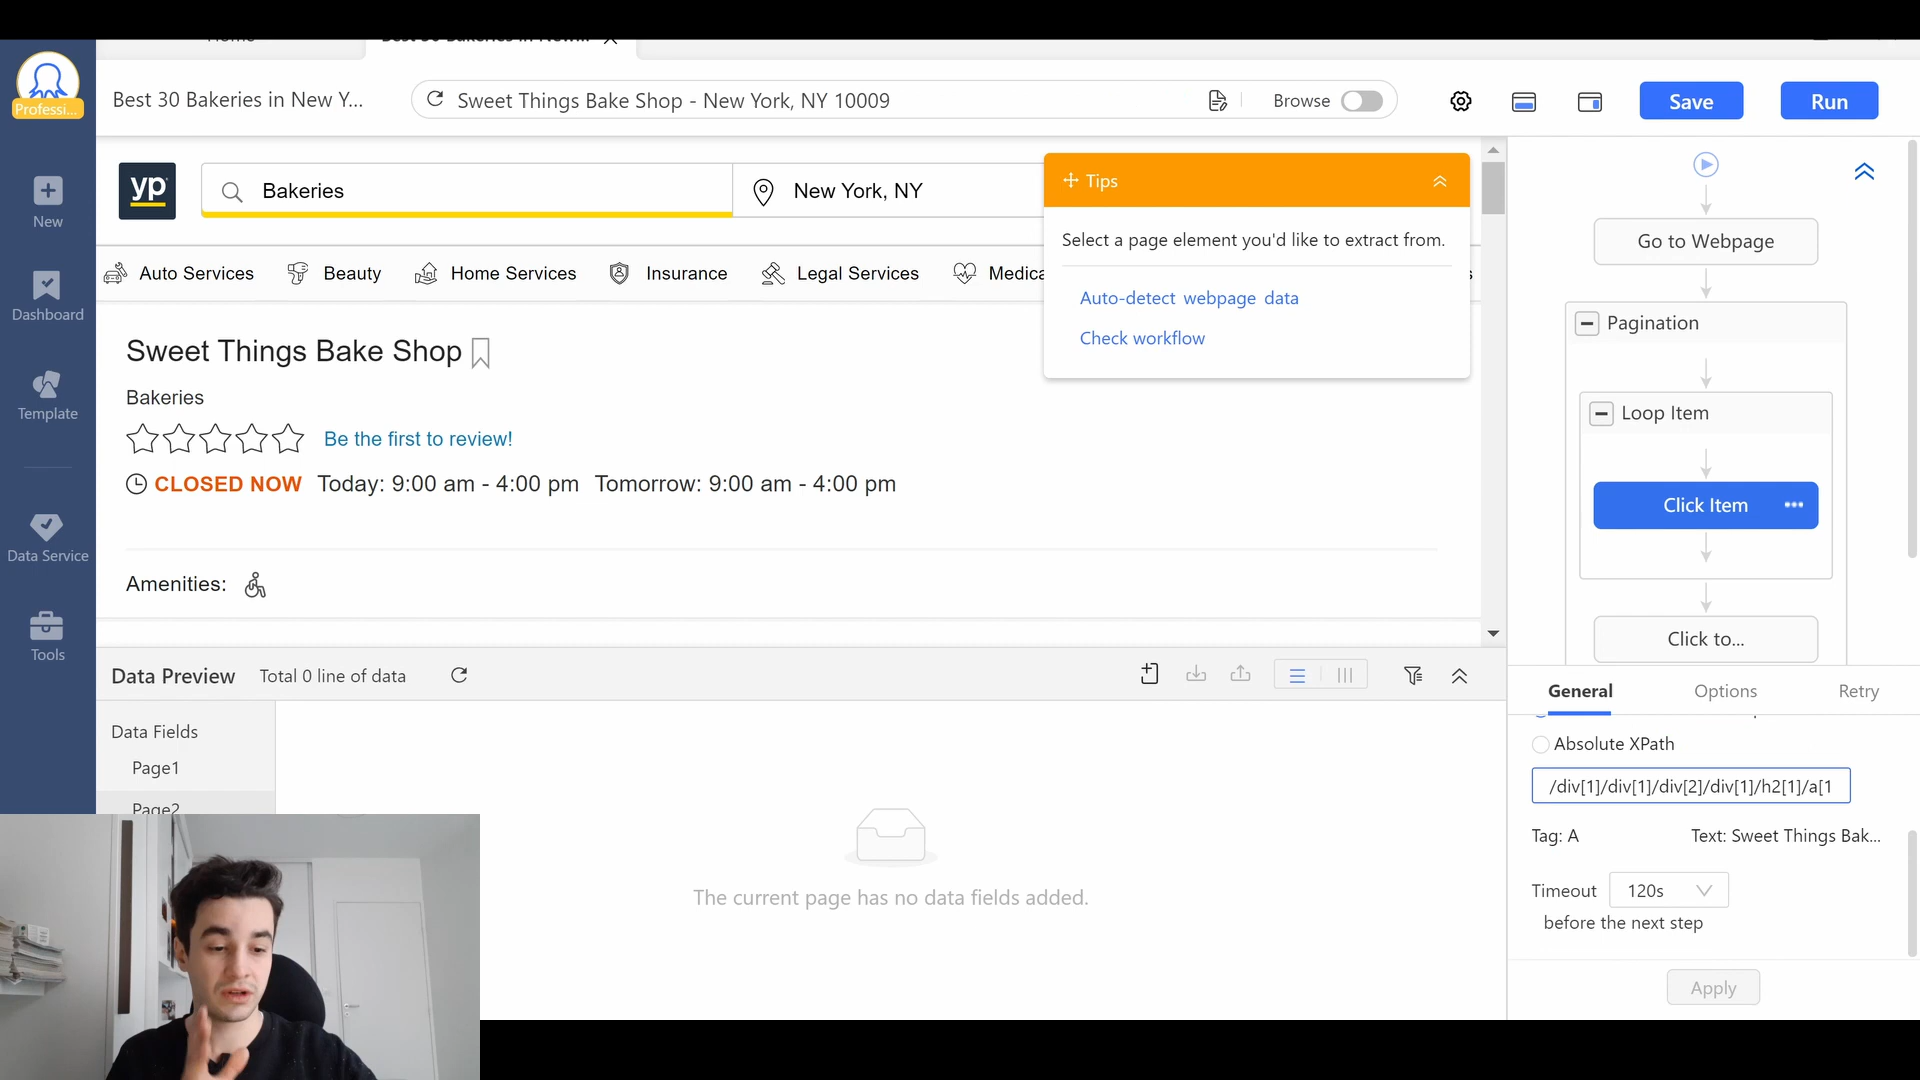 Home
Best 30 Bakeries in New...
Professi...
Best 30 Bakeries in New Y...
Sweet Things Bake Shop - New York, NY 10009
Browse
Save
Run
New
Dashboard
Template
Data Service
Tools
yp
Bakeries
New York, NY
Auto Services
Beauty
Home Services
Insurance
Legal Services
Medica
s
Tips
Select a page element you'd like to extract from.
Auto-detect webpage data
Check workflow
Sweet Things Bake Shop
Bakeries
Be the first to review!
CLOSED NOW Today: 9:00 am - 4:00 pm Tomorrow: 9:00 am - 4:00 pm
Amenities:
Data Preview
Total 0 line of data
Data Fields
Page1
Page2
The current page has no data fields added.
Go to Webpage
Pagination
Loop Item
Click Item
Click to...
General
Options
Retry
Absolute XPath
/div[1]/div[1]/div[2]/div[1]/h2[1]/a[1
Tag: A
Text: Sweet Things Bak...
Timeout
120s
before the next step
Apply